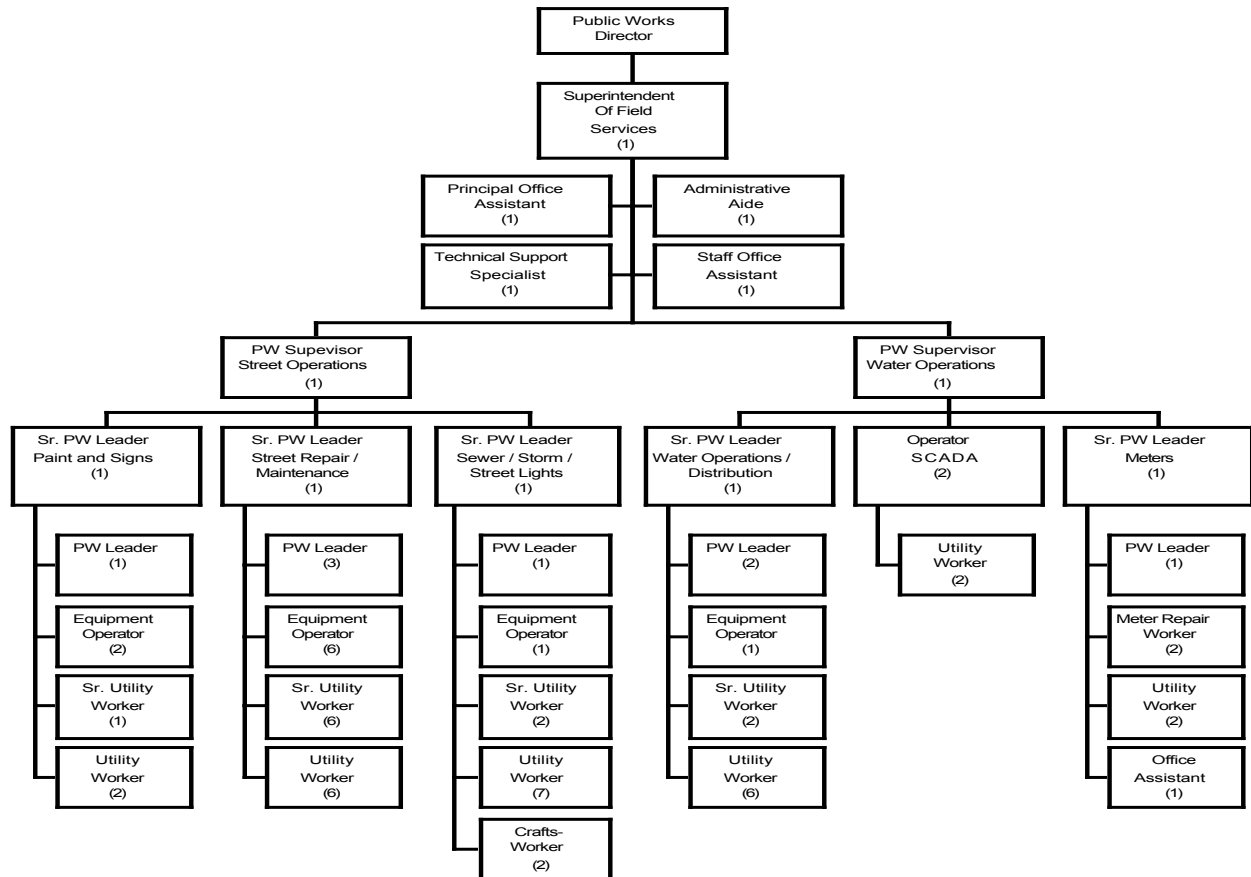 Public Works
Director
Superintendent
Of Field
Services
(1)
Principal Office
Assistant
(1)
Administrative
Aide
(1)
Technical Support
Specialist
(1)
Staff Office
Assistant
(1)
PW Supevisor
Street Operations
(1)
PW Supervisor
Water Operations
(1)
Sr. PW Leader
Paint and Signs
(1)
Sr. PW Leader
Street Repair /
Maintenance
(1)
Sr. PW Leader
Sewer / Storm /
Street Lights
(1)
Sr. PW Leader
Water Operations /
Distribution
(1)
Operator
SCADA
(2)
Sr. PW Leader
Meters
(1)
PW Leader
(1)
Equipment
Operator
(2)
Sr. Utility
Worker
(1)
Utility
Worker
(2)
PW Leader
(3)
Equipment
Operator
(6)
Sr. Utility
Worker
(6)
Utility
Worker
(6)
PW Leader
(1)
Equipment
Operator
(1)
Sr. Utility
Worker
(2)
Utility
Worker
(7)
Crafts-
Worker
(2)
PW Leader
(2)
Equipment
Operator
(1)
Sr. Utility
Worker
(2)
Utility
Worker
(6)
Utility
Worker
(2)
PW Leader
(1)
Meter Repair
Worker
(2)
Utility
Worker
(2)
Office
Assistant
(1)